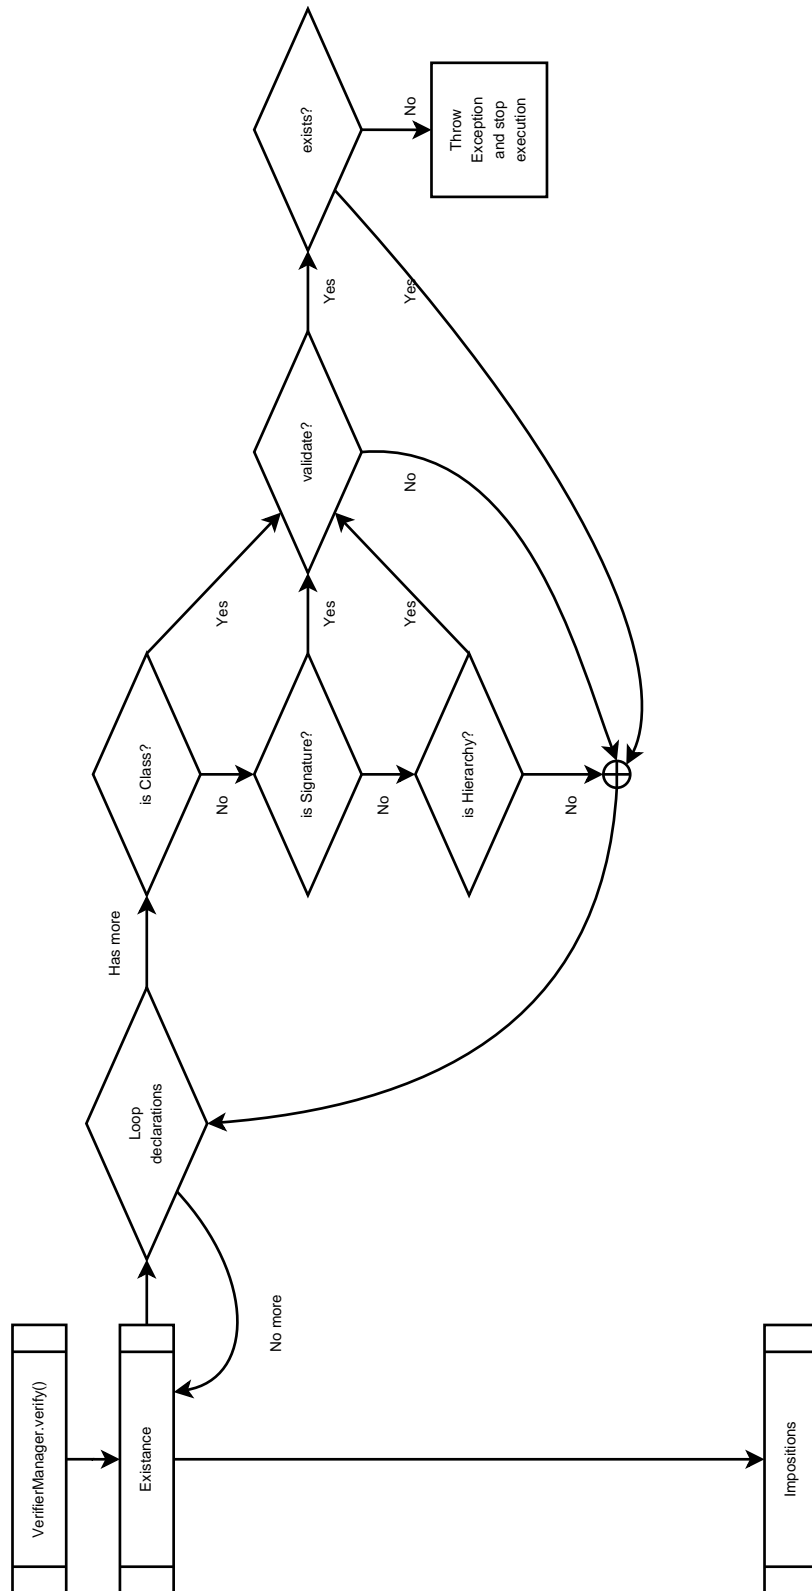 VerifierManager.verify()
Existance
No more
Loop
declarations
Has more
is Class?
Yes
No
is Signature?
Yes
No
is Hierarchy?
Yes
No
validate?
Yes
No
exists?
Yes
No
Throw
Exception
and stop
execution
Impositions